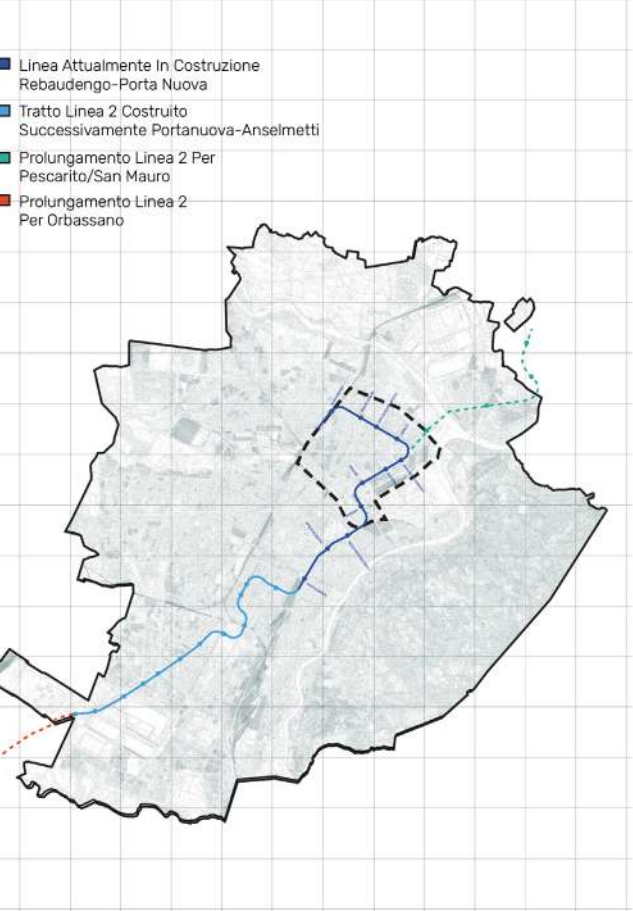 Linea Attualmente In Costruzione
Rebaudengo-Porta Nuova
Tratto Linea 2 Costruito
Successivamente Portanuova-Anselmetti
Prolungamento Linea 2 Per
Pescarito/San Mauro
Prolungamento Linea 2
Per Orbassano